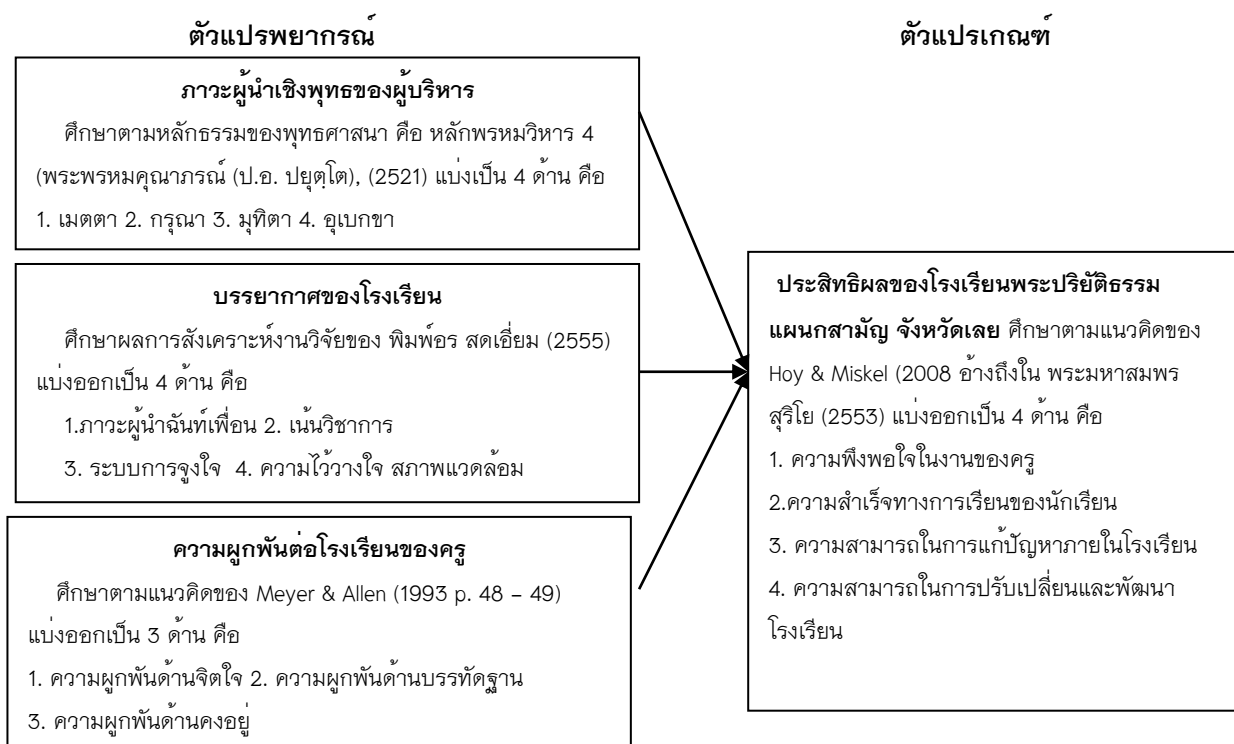 ตัวแปรพยากรณ์
ภาวะผู้นำเชิงพุทธของผู้บริหาร
ศึกษาตามหลักธรรมของพุทธศาสนา คือ หลักพรหมวิหาร 4
(พระพรหมคุณาภรณ์ (ป.อ. ปยุตฺโต), (2521) แบ่งเป็น 4 ด้าน คือ
1. เมตตา 2. กรุณา 3. มุทิตา 4. อุเบกขา
บรรยากาศของโรงเรียน
ศึกษาผลการสังเคราะห์งานวิจัยของ พิมพ์อร สดเอี่ยม (2555)
แบ่งออกเป็น 4 ด้าน คือ
1.ภาวะผู้นำฉันท์เพื่อน 2. เน้นวิชาการ
3. ระบบการจูงใจ 4. ความไว้วางใจ สภาพแวดล้อม
ความผูกพันต่อโรงเรียนของครู
ศึกษาตามแนวคิดของ Meyer & Allen (1993 p. 48 – 49)
แบ่งออกเป็น 3 ด้าน คือ
1. ความผูกพันด้านจิตใจ 2. ความผูกพันด้านบรรทัดฐาน
3. ความผูกพันด้านคงอยู่
ตัวแปรเกณฑ์
ประสิทธิผลของโรงเรียนพระปริยัติธรรม
แผนกสามัญ จังหวัดเลย ศึกษาตามแนวคิดของ
Hoy & Miskel (2008 อ้างถึงใน พระมหาสมพร
สุริโย (2553) แบ่งออกเป็น 4 ด้าน คือ
1. ความพึงพอใจในงานของครู
2.ความสำเร็จทางการเรียนของนักเรียน
3. ความสามารถในการแก้ปัญหาภายในโรงเรียน
4. ความสามารถในการปรับเปลี่ยนและพัฒนา
โรงเรียน